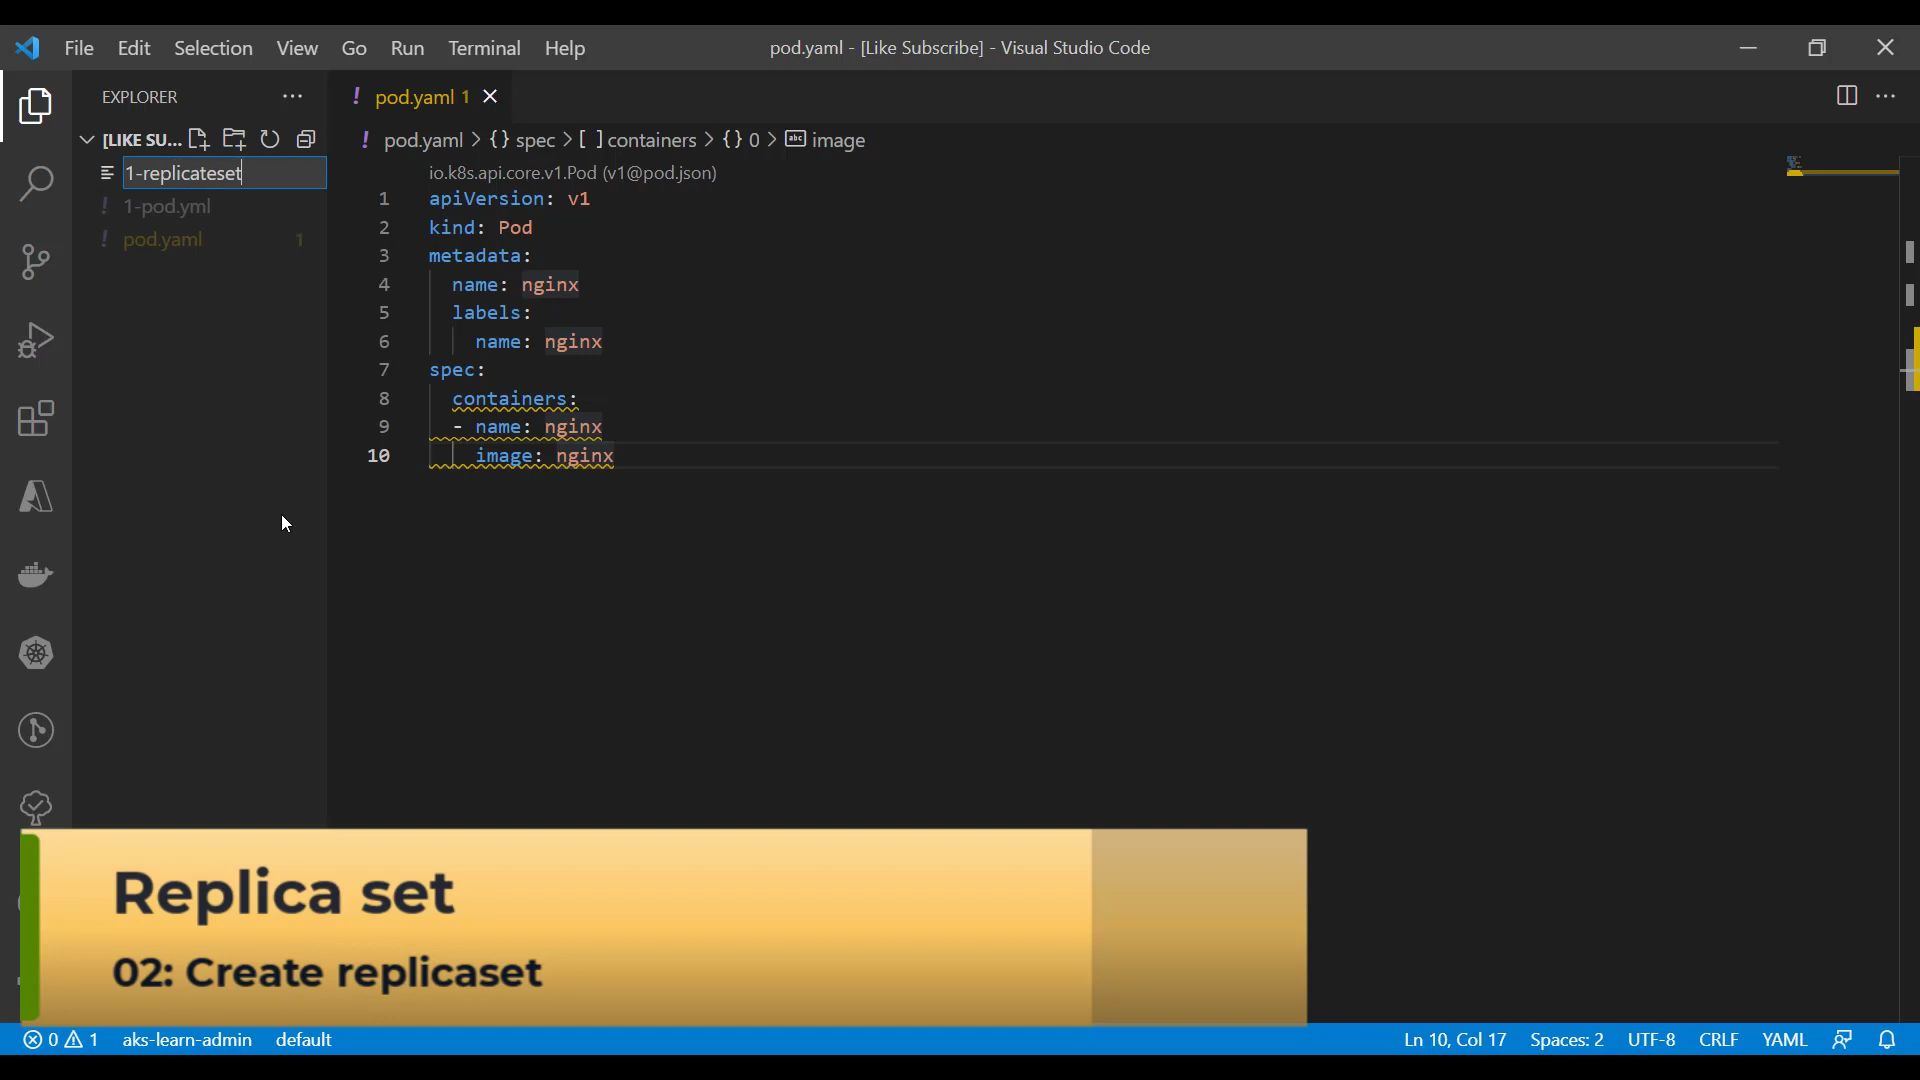 File Edit Selection View Go Run Terminal Help
pod.yaml - [Like Subscribe] - Visual Studio Code
EXPLORER
[LIKE SU...
1-replicateset
1-pod.yml
pod.yaml 1
! pod.yaml 1
! pod.yaml > {} spec > [ ] containers > {} 0 > abc image
io.k8s.api.core.v1.Pod (v1@pod.json)
1 apiVersion: v1
2 kind: Pod
3 metadata:
4 name: nginx
5 labels:
6 name: nginx
7 spec:
8 containers:
9 - name: nginx
10 image: nginx
Replica set
02: Create replicaset
0 1 aks-learn-admin default
Ln 10, Col 17 Spaces: 2 UTF-8 CRLF YAML